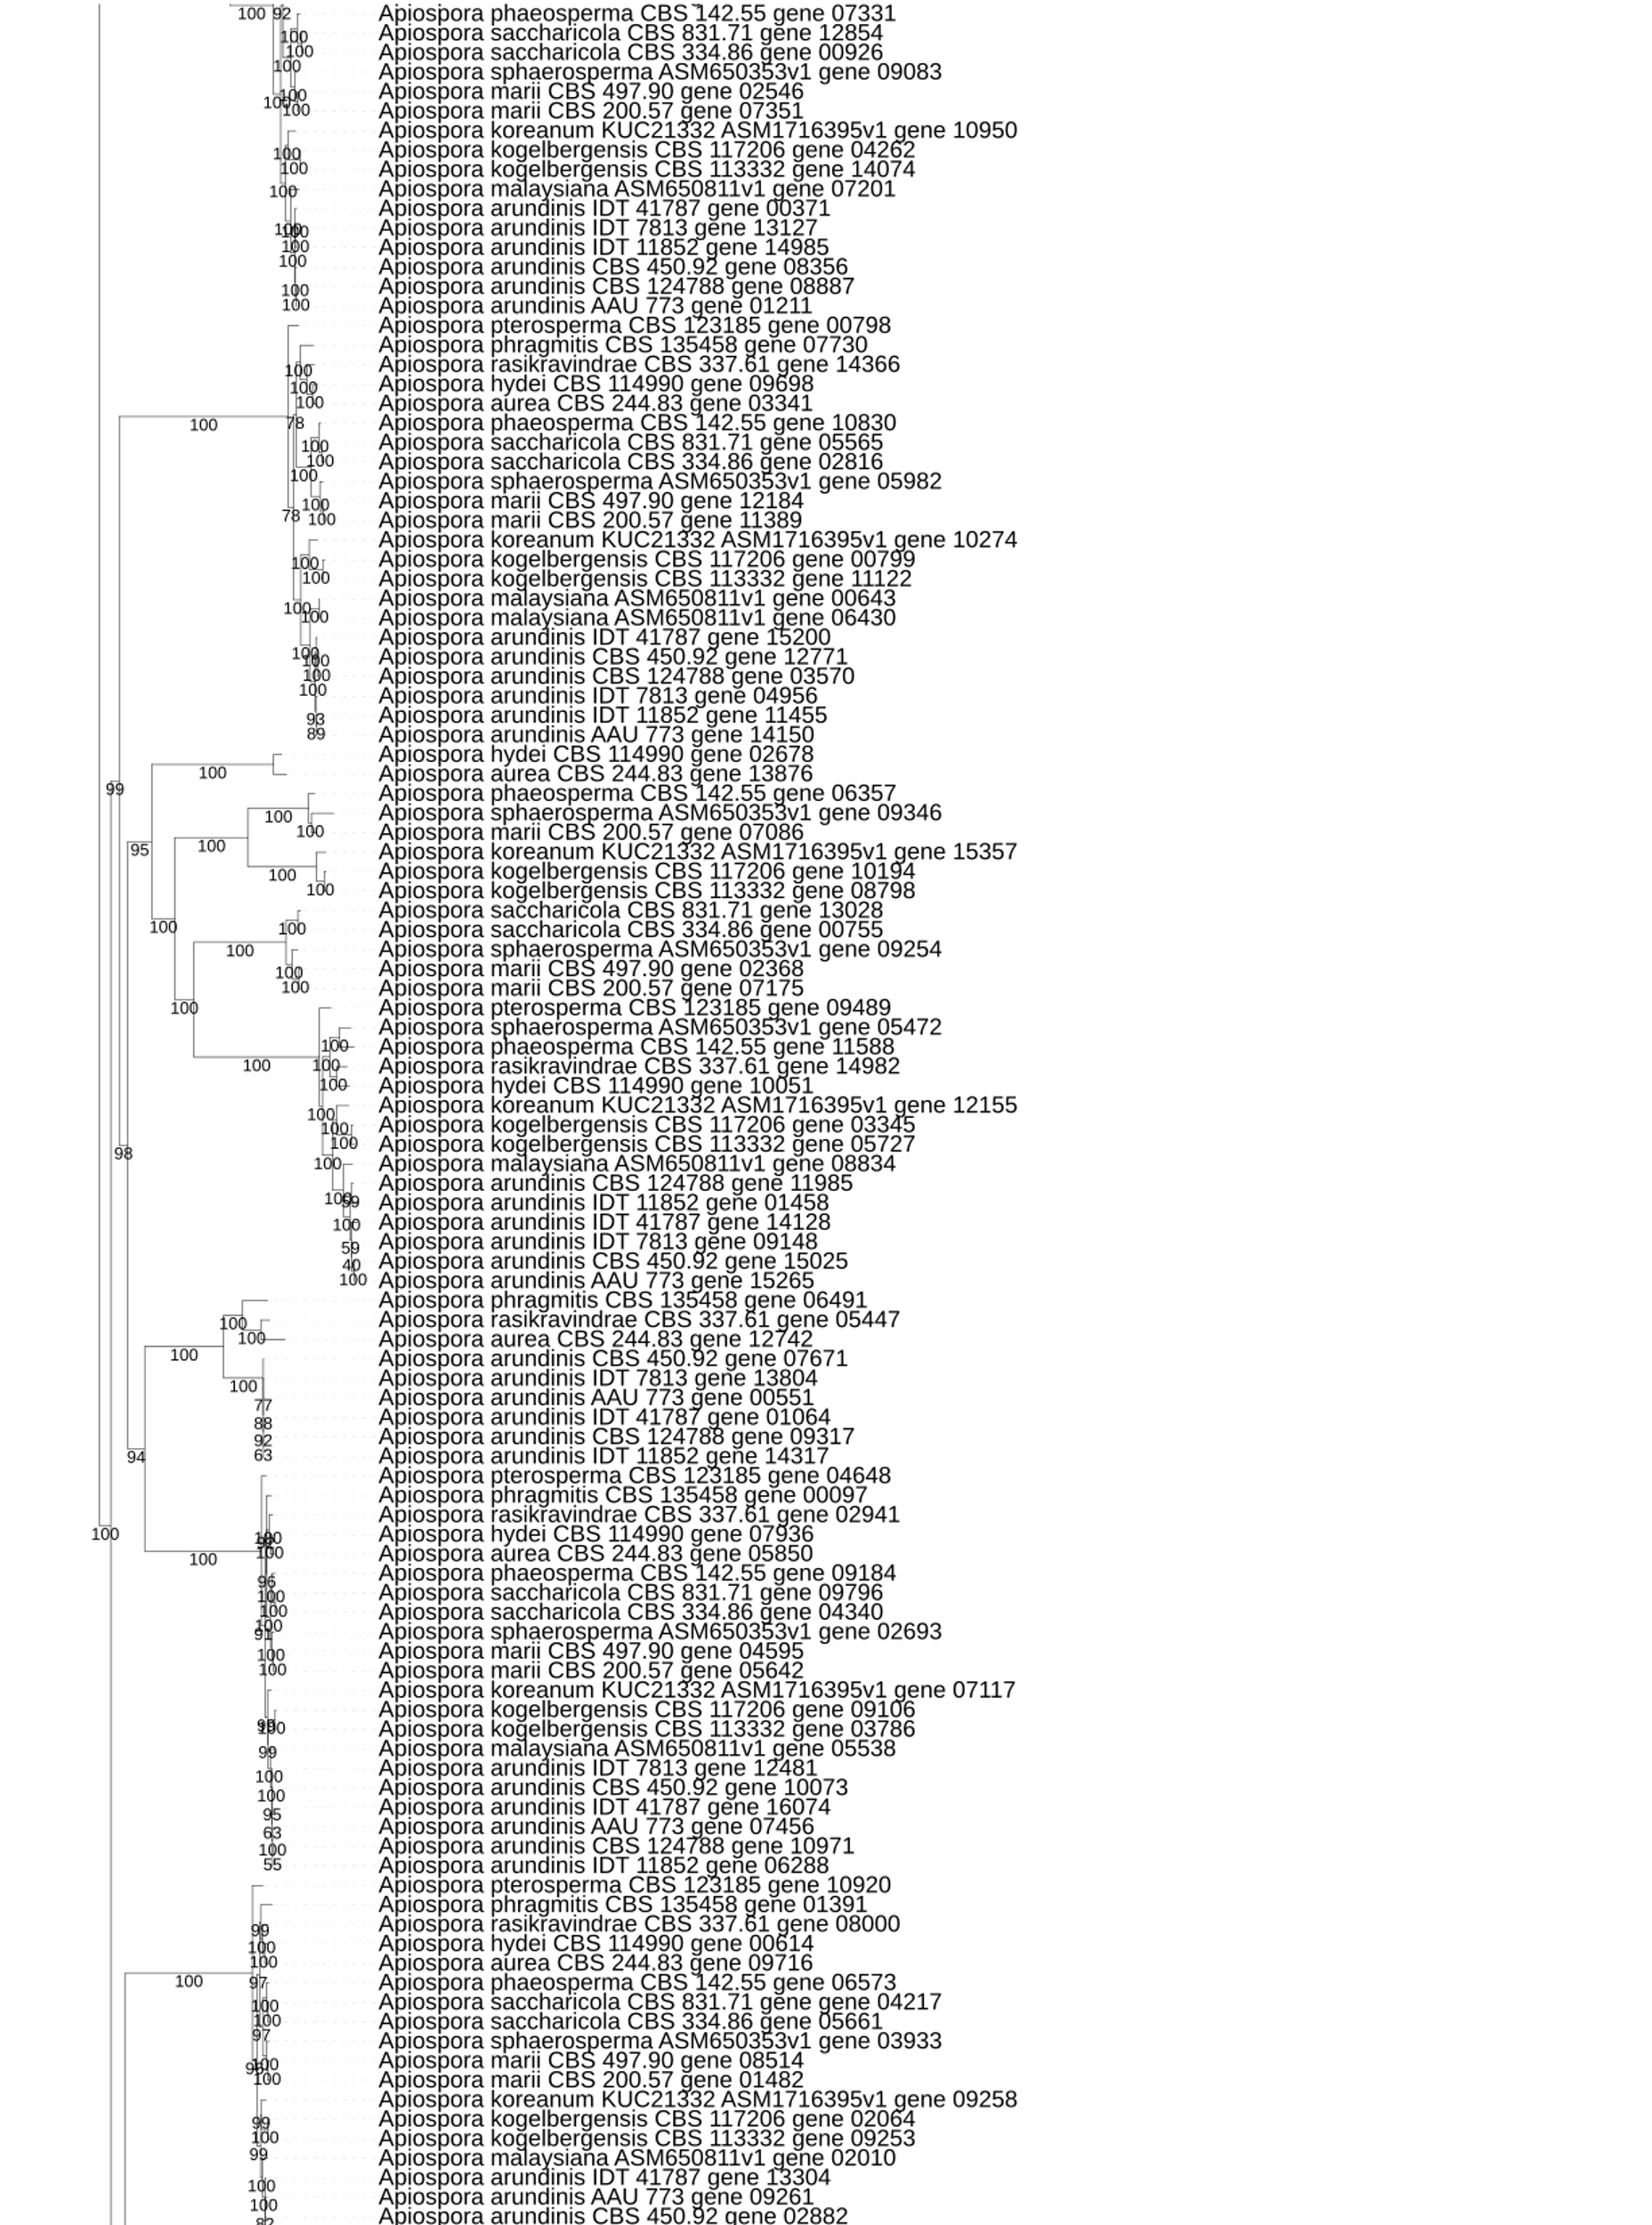 Apiospora phaeosperma CBS 142.55 gene 07331
Apiospora saccharicola CBS 831.71 gene 12854
Apiospora saccharicola CBS 334.86 gene 00926
Apiospora sphaerosperma ASM650353v1 gene 09083
Apiospora marii CBS 497.90 gene 02546
Apiospora marii CBS 200.57 gene 07351
Apiospora koreanum KUC21332 ASM1716395v1 gene 10950
Apiospora kogelbergensis CBS 117206 gene 04262
Apiospora kogelbergensis CBS 113332 gene 14074
Apiospora malaysiana ASM650811v1 gene 07201
Apiospora arundinis IDT 41787 gene 00371
Apiospora arundinis IDT 7813 gene 13127
Apiospora arundinis IDT 11852 gene 14985
Apiospora arundinis CBS 450.92 gene 08356
Apiospora arundinis CBS 124788 gene 08887
Apiospora arundinis AAU 773 gene 01211
Apiospora pterosperma CBS 123185 gene 00798
Apiospora phragmitis CBS 135458 gene 07730
Apiospora rasikravindrae CBS 337.61 gene 14366
Apiospora hydei CBS 114990 gene 09698
Apiospora aurea CBS 244.83 gene 03341
Apiospora phaeosperma CBS 142.55 gene 10830
Apiospora saccharicola CBS 831.71 gene 05565
Apiospora saccharicola CBS 334.86 gene 02816
Apiospora sphaerosperma ASM650353v1 gene 05982
Apiospora marii CBS 497.90 gene 12184
Apiospora marii CBS 200.57 gene 11389
Apiospora koreanum KUC21332 ASM1716395v1 gene 10274
Apiospora kogelbergensis CBS 117206 gene 00799
Apiospora kogelbergensis CBS 113332 gene 11122
Apiospora malaysiana ASM650811v1 gene 00643
Apiospora malaysiana ASM650811v1 gene 06430
Apiospora arundinis IDT 41787 gene 15200
Apiospora arundinis CBS 450.92 gene 12771
Apiospora arundinis CBS 124788 gene 03570
Apiospora arundinis IDT 7813 gene 04956
Apiospora arundinis IDT 11852 gene 11455
Apiospora arundinis AAU 773 gene 14150
Apiospora hydei CBS 114990 gene 02678
Apiospora aurea CBS 244.83 gene 13876
Apiospora phaeosperma CBS 142.55 gene 06357
Apiospora sphaerosperma ASM650353v1 gene 09346
Apiospora marii CBS 200.57 gene 07086
Apiospora koreanum KUC21332 ASM1716395v1 gene 15357
Apiospora kogelbergensis CBS 117206 gene 10194
Apiospora kogelbergensis CBS 113332 gene 08798
Apiospora saccharicola CBS 831.71 gene 13028
Apiospora saccharicola CBS 334.86 gene 00755
Apiospora sphaerosperma ASM650353v1 gene 09254
Apiospora marii CBS 497.90 gene 02368
Apiospora marii CBS 200.57 gene 07175
Apiospora pterosperma CBS 123185 gene 09489
Apiospora sphaerosperma ASM650353v1 gene 05472
Apiospora phaeosperma CBS 142.55 gene 11588
Apiospora rasikravindrae CBS 337.61 gene 14982
Apiospora hydei CBS 114990 gene 10051
Apiospora koreanum KUC21332 ASM1716395v1 gene 12155
Apiospora kogelbergensis CBS 117206 gene 03345
Apiospora kogelbergensis CBS 113332 gene 05727
Apiospora malaysiana ASM650811v1 gene 08834
Apiospora arundinis CBS 124788 gene 11985
Apiospora arundinis IDT 11852 gene 01458
Apiospora arundinis IDT 41787 gene 14128
Apiospora arundinis IDT 7813 gene 09148
Apiospora arundinis CBS 450.92 gene 15025
Apiospora arundinis AAU 773 gene 15265
Apiospora phragmitis CBS 135458 gene 06491
Apiospora rasikravindrae CBS 337.61 gene 05447
Apiospora aurea CBS 244.83 gene 12742
Apiospora arundinis CBS 450.92 gene 07671
Apiospora arundinis IDT 7813 gene 13804
Apiospora arundinis AAU 773 gene 00551
Apiospora arundinis IDT 41787 gene 01064
Apiospora arundinis CBS 124788 gene 09317
Apiospora arundinis IDT 11852 gene 14317
Apiospora pterosperma CBS 123185 gene 04648
Apiospora phragmitis CBS 135458 gene 00097
Apiospora rasikravindrae CBS 337.61 gene 02941
Apiospora hydei CBS 114990 gene 07936
Apiospora aurea CBS 244.83 gene 05850
Apiospora phaeosperma CBS 142.55 gene 09184
Apiospora saccharicola CBS 831.71 gene 09796
Apiospora saccharicola CBS 334.86 gene 04340
Apiospora sphaerosperma ASM650353v1 gene 02693
Apiospora marii CBS 497.90 gene 04595
Apiospora marii CBS 200.57 gene 05642
Apiospora koreanum KUC21332 ASM1716395v1 gene 07117
Apiospora kogelbergensis CBS 117206 gene 09106
Apiospora kogelbergensis CBS 113332 gene 03786
Apiospora malaysiana ASM650811v1 gene 05538
Apiospora arundinis IDT 7813 gene 12481
Apiospora arundinis CBS 450.92 gene 10073
Apiospora arundinis IDT 41787 gene 16074
Apiospora arundinis AAU 773 gene 07456
Apiospora arundinis CBS 124788 gene 10971
Apiospora arundinis IDT 11852 gene 06288
Apiospora pterosperma CBS 123185 gene 10920
Apiospora phragmitis CBS 135458 gene 01391
Apiospora rasikravindrae CBS 337.61 gene 08000
Apiospora hydei CBS 114990 gene 00614
Apiospora aurea CBS 244.83 gene 09716
Apiospora phaeosperma CBS 142.55 gene 06573
Apiospora saccharicola CBS 831.71 gene gene 04217
Apiospora saccharicola CBS 334.86 gene 05661
Apiospora sphaerosperma ASM650353v1 gene 03933
Apiospora marii CBS 497.90 gene 08514
Apiospora marii CBS 200.57 gene 01482
Apiospora koreanum KUC21332 ASM1716395v1 gene 09258
Apiospora kogelbergensis CBS 117206 gene 02064
Apiospora kogelbergensis CBS 113332 gene 09253
Apiospora malaysiana ASM650811v1 gene 02010
Apiospora arundinis IDT 41787 gene 13304
Apiospora arundinis AAU 773 gene 09261
Apiospora arundinis CBS 450.92 gene 02882
100
99
95
100
98
94
100